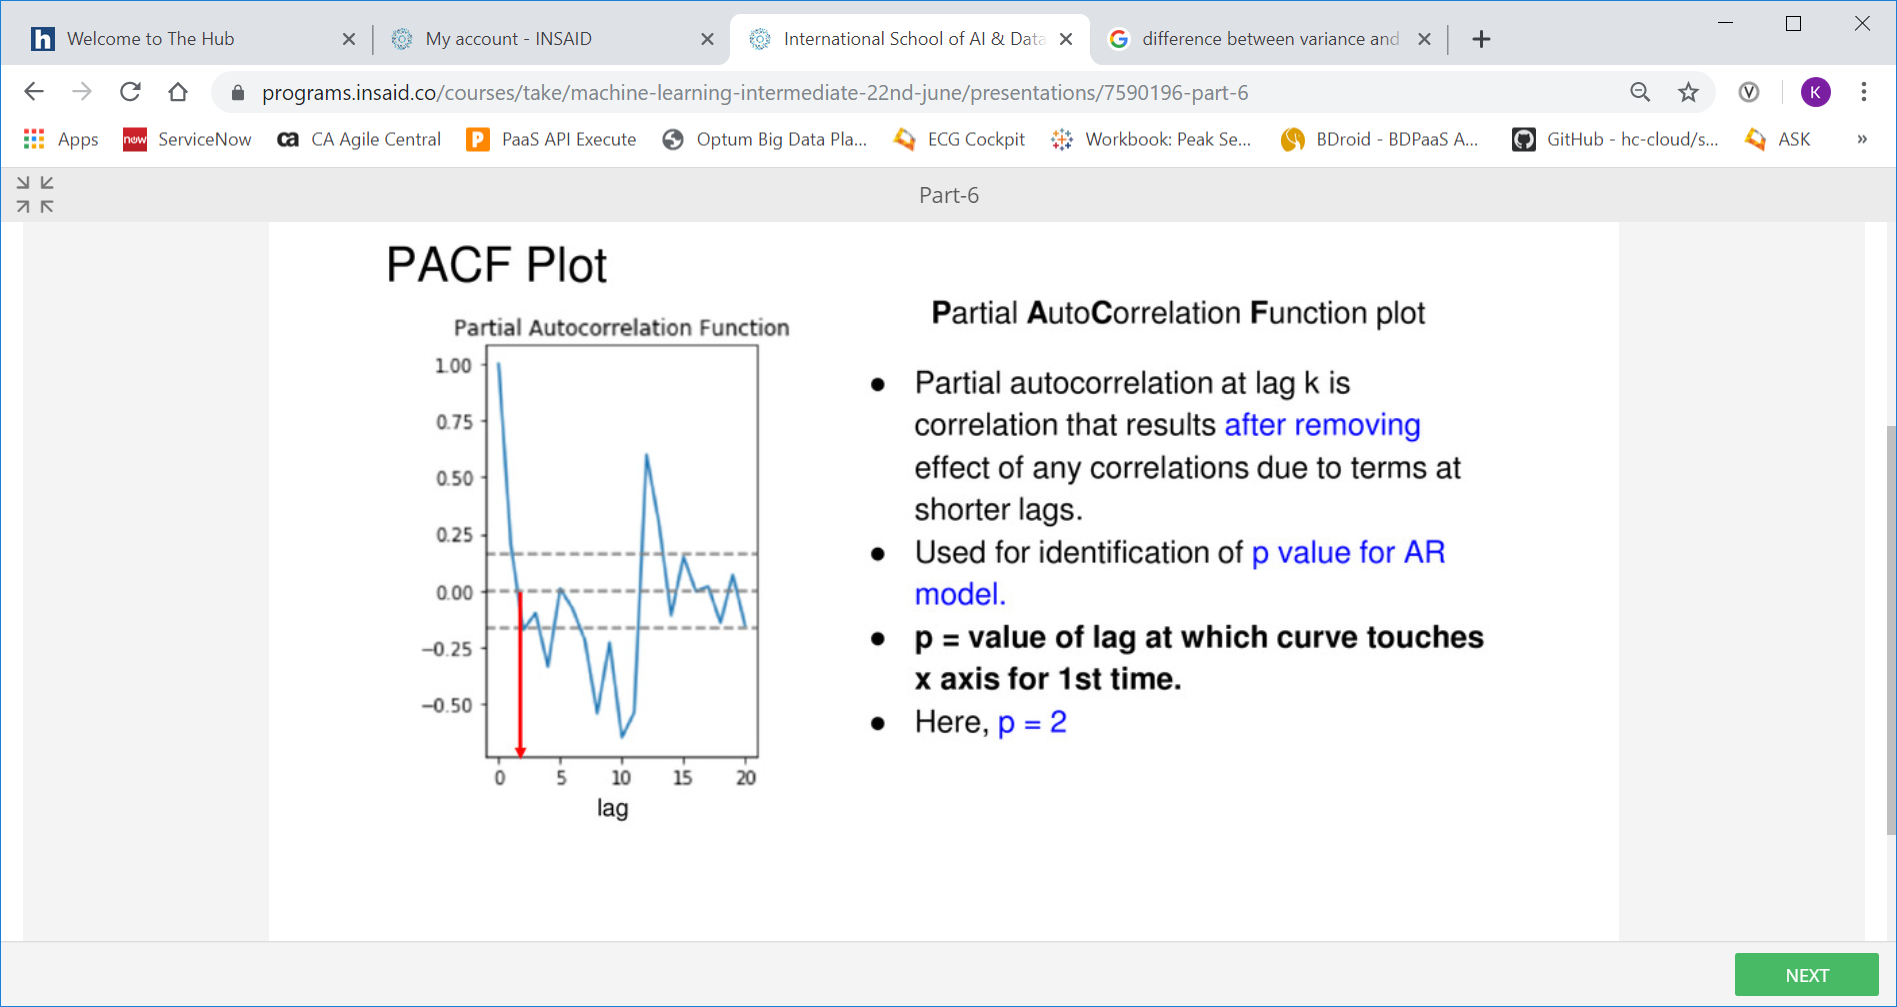 Welcome to The Hub
My account - INSAID
International School of AI & Data
difference between variance and
programs.insaid.co/courses/take/machine-learning-intermediate-22nd-june/presentations/7590196-part-6
V
K
Apps
now
ServiceNow
ca
CA Agile Central
P
PaaS API Execute
Optum Big Data Pla...
ECG Cockpit
Workbook: Peak Se...
BDroid - BDPaaS A...
GitHub - hc-cloud/s...
ASK
»
Part-6
PACF Plot
Partial Autocorrelation Function
1.00
0.75
0.50
0.25
0.00
−0.25
−0.50
0 5 10 15 20
lag
Partial AutoCorrelation Function plot
● Partial autocorrelation at lag k is
correlation that results after removing
effect of any correlations due to terms at
shorter lags.
● Used for identification of p value for AR
model.
● p = value of lag at which curve touches
x axis for 1st time.
● Here, p = 2
NEXT